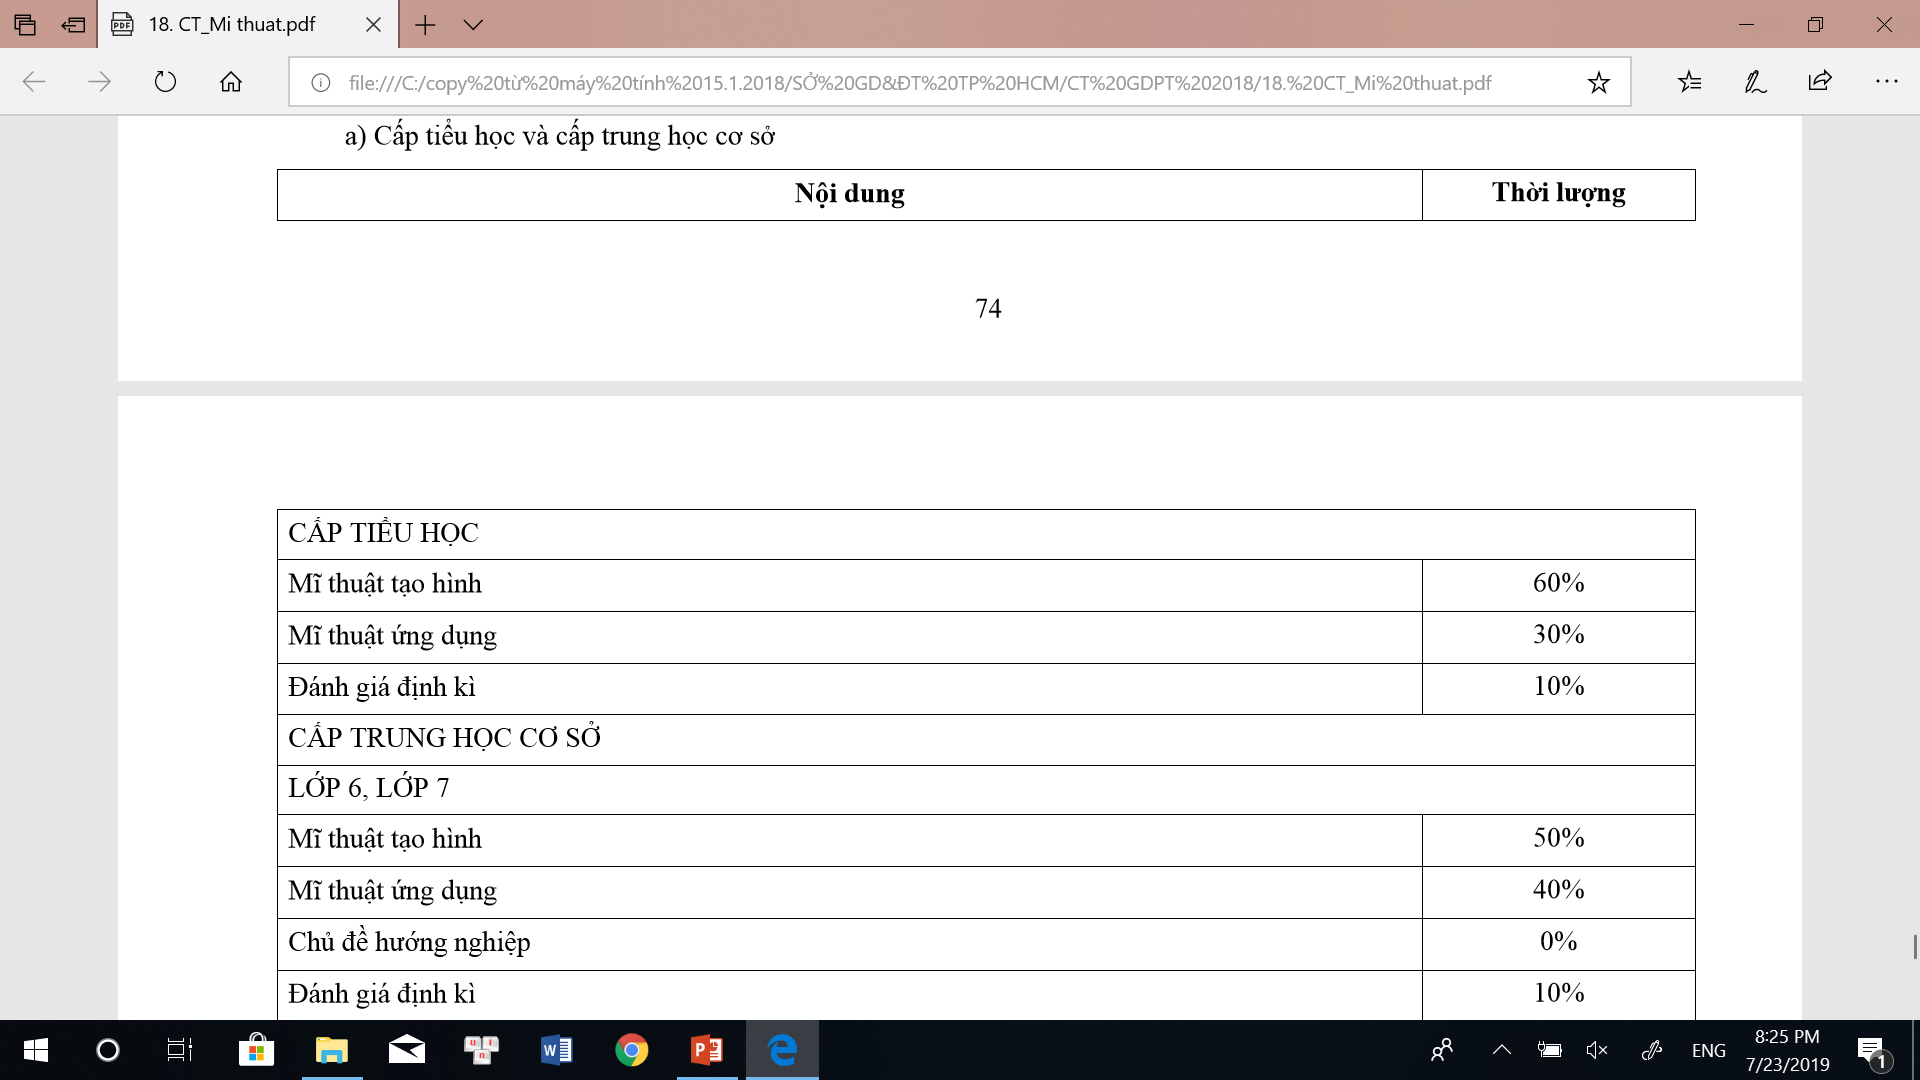 18. CT_Mi thuat.pdf
file:///C:/copy%20từ%20máy%20tính%2015.1.2018/SỞ%20GD&ĐT%20TP%20HCM/CT%20GDPT%202018/18.%20CT_Mi%20thuat.pdf
a) Cấp tiểu học và cấp trung học cơ sở
Nội dung Thời lượng
74
CẤP TIỂU HỌC
Mĩ thuật tạo hình 60%
Mĩ thuật ứng dụng 30%
Đánh giá định kì 10%
CẤP TRUNG HỌC CƠ SỞ
LỚP 6, LỚP 7
Mĩ thuật tạo hình 50%
Mĩ thuật ứng dụng 40%
Chủ đề hướng nghiệp 0%
Đánh giá định kì 10%
ENG
8:25 PM
7/23/2019
1